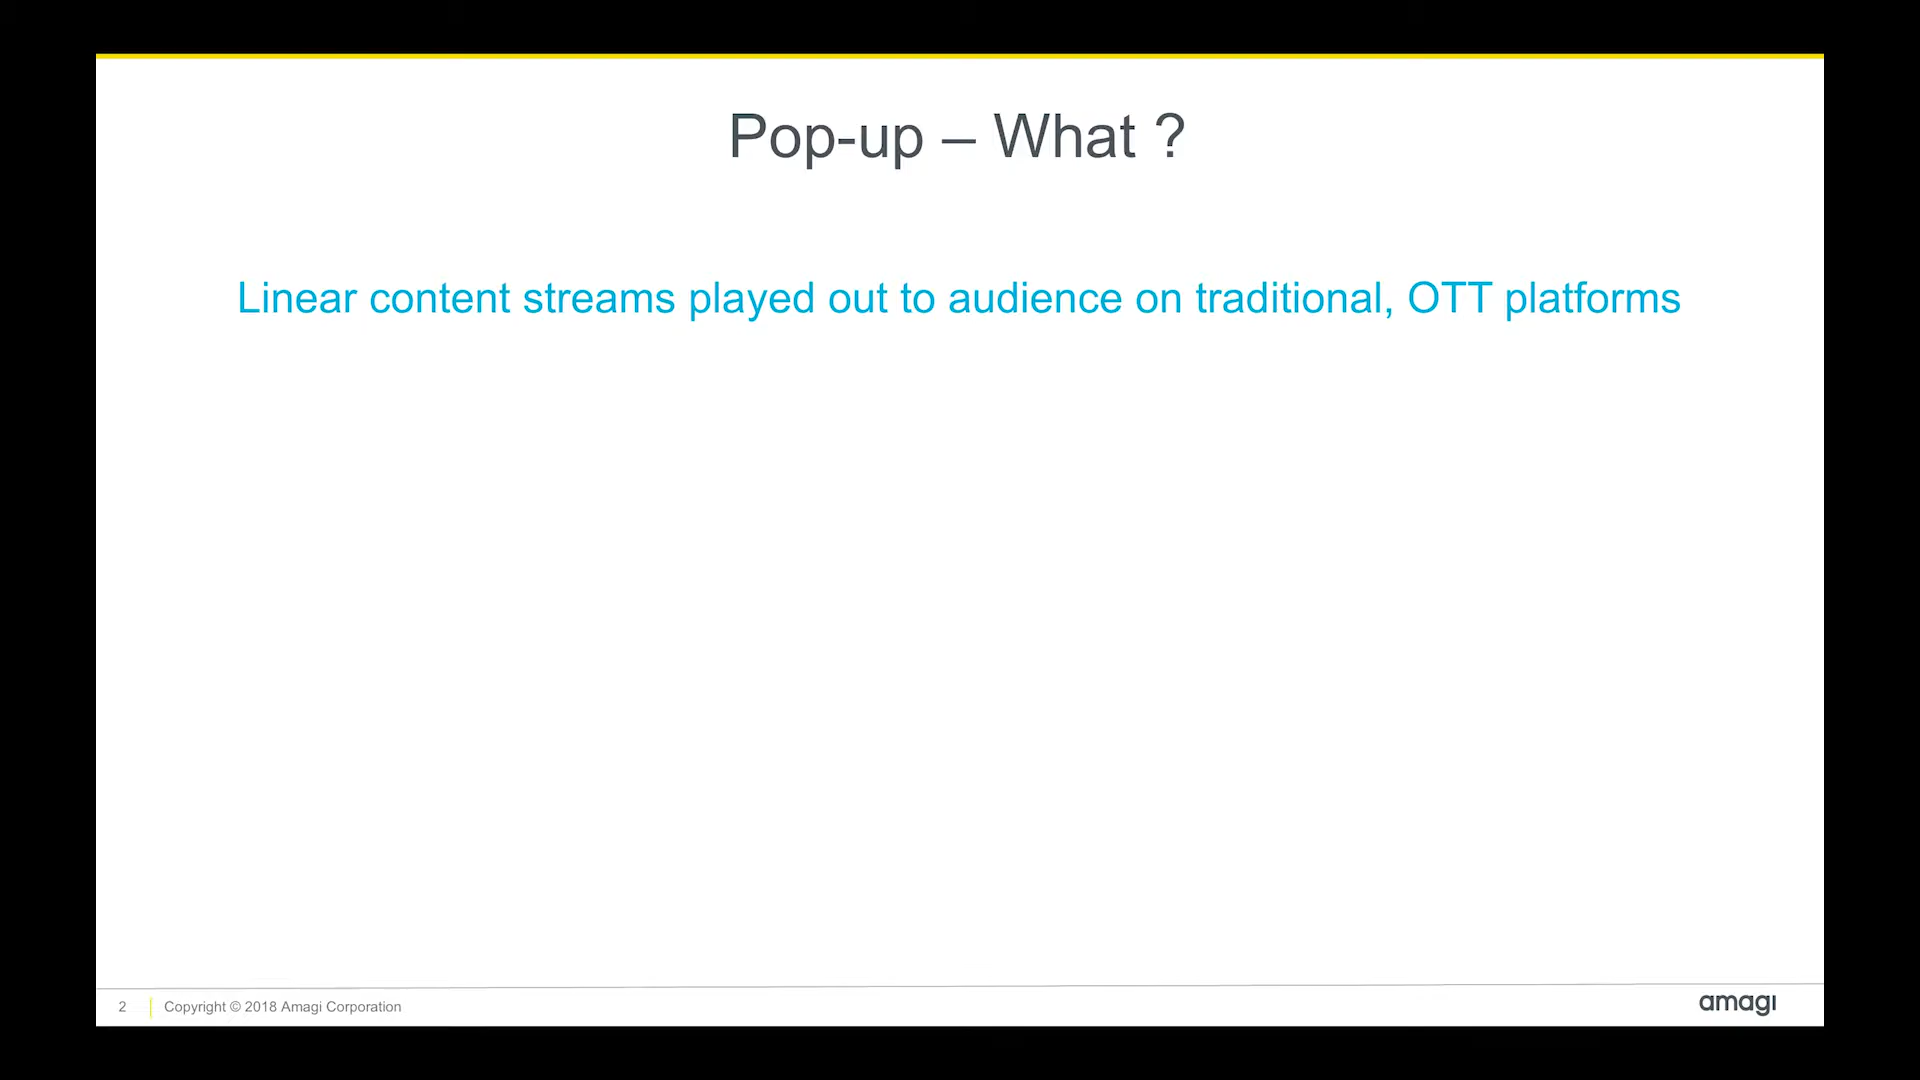 Pop-up – What ?
Linear content streams played out to audience on traditional, OTT platforms
2
Copyright © 2018 Amagi Corporation
amagi